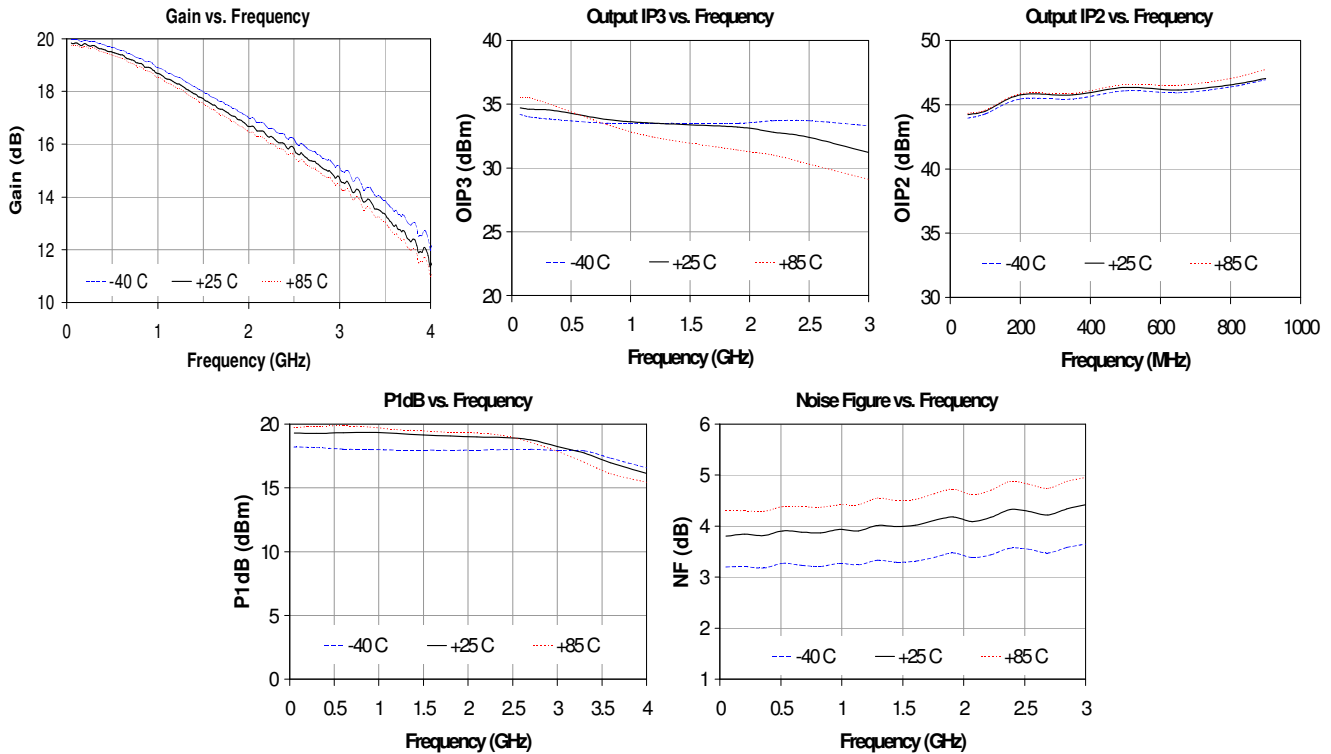 Gain vs. Frequency
20
18
16
14
12
10
Gain (dB)
-40 C +25 C +85 C
0 1 2 3 4
Frequency (GHz)
Output IP3 vs. Frequency
40
35
30
25
20
OIP3 (dBm)
-40 C +25 C +85 C
0 0.5 1 1.5 2 2.5 3
Frequency (GHz)
Output IP2 vs. Frequency
50
45
40
35
30
OIP2 (dBm)
-40 C +25 C +85 C
0 200 400 600 800 1000
Frequency (MHz)
P1dB vs. Frequency
20
15
10
5
0
P1dB (dBm)
-40 C +25 C +85 C
0 0.5 1 1.5 2 2.5 3 3.5 4
Frequency (GHz)
Noise Figure vs. Frequency
6
5
4
3
2
1
NF (dB)
-40 C +25 C +85 C
0 0.5 1 1.5 2 2.5 3
Frequency (GHz)